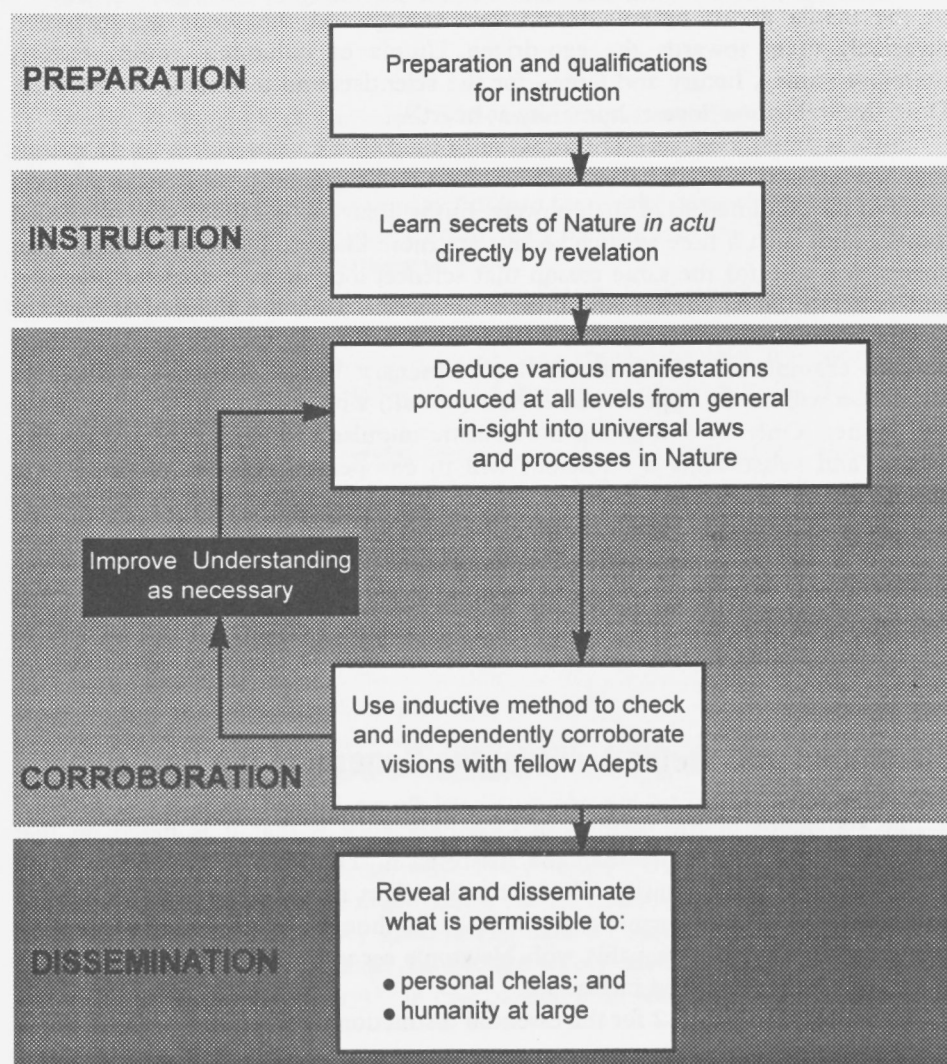 PREPARATION
Preparation and qualifications
for instruction
INSTRUCTION
Learn secrets of Nature in actu
directly by revelation
Deduce various manifestations
produced at all levels from general
in-sight into universal laws
and processes in Nature
Improve Understanding
as necessary
Use inductive method to check
and independently corroborate
visions with fellow Adepts
CORROBORATION
Reveal and disseminate
what is permissible to:
● personal chelas; and
● humanity at large
DISSEMINATION